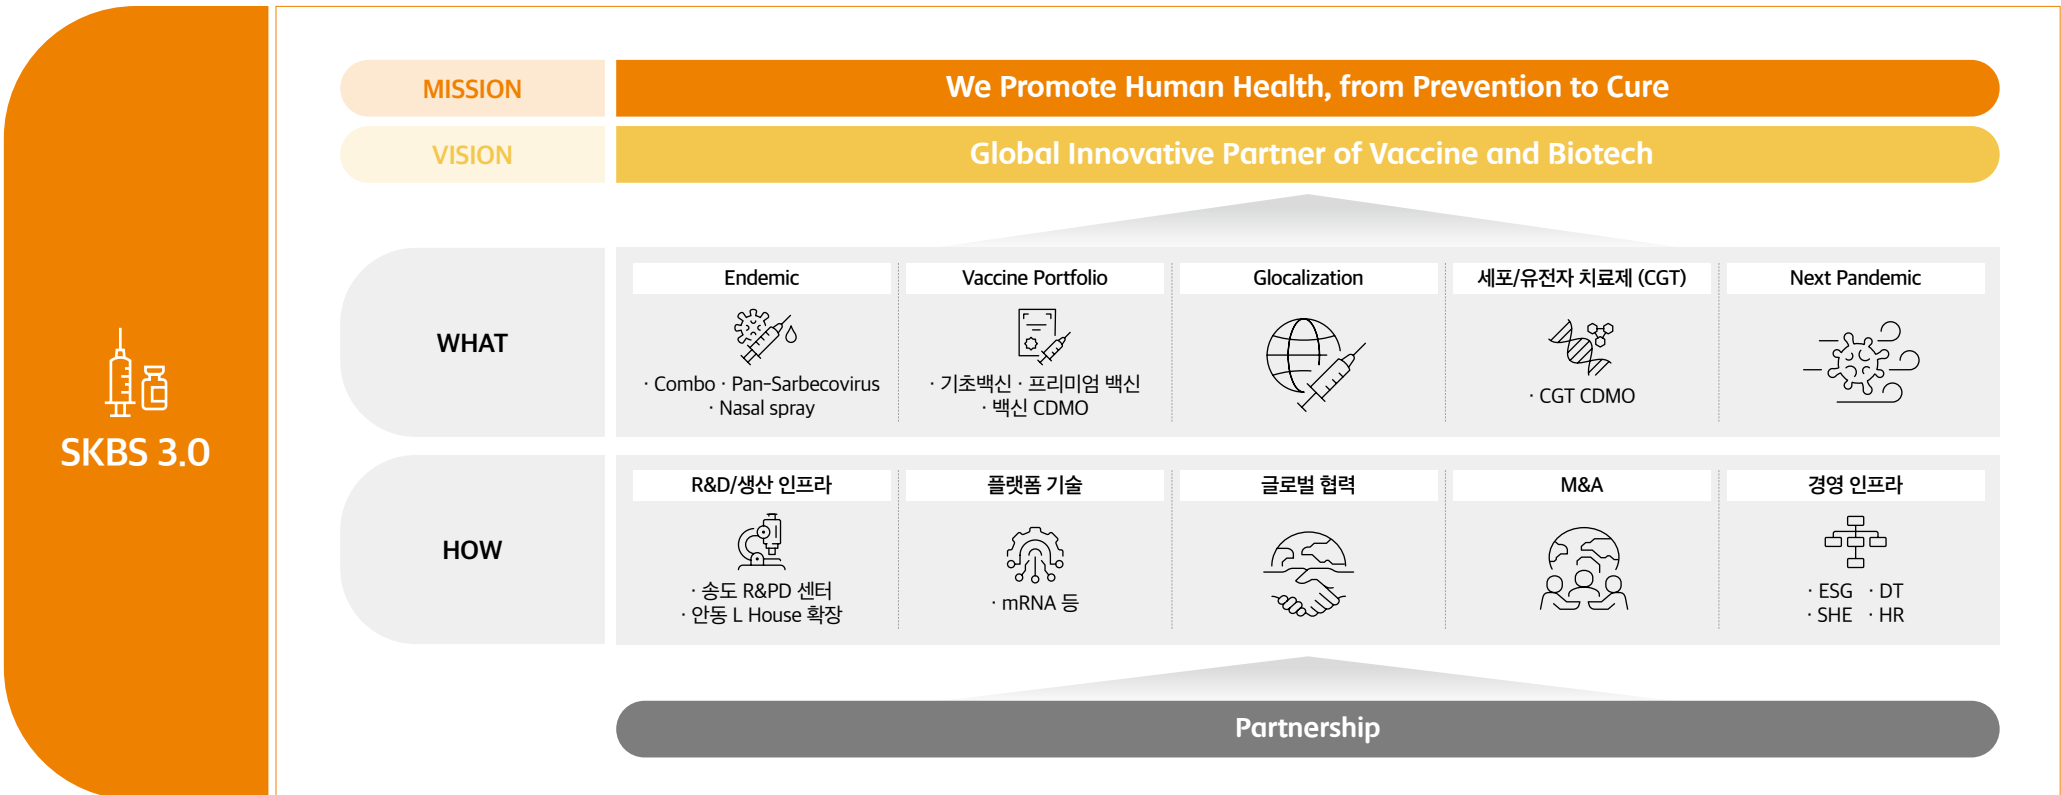 SKBS 3.0
MISSION
We Promote Human Health, from Prevention to Cure
VISION
Global Innovative Partner of Vaccine and Biotech
WHAT
Endemic
· Combo · Pan-Sarbecovirus
· Nasal spray
Vaccine Portfolio
· 기초백신 · 프리미엄 백신
· 백신 CDMO
Glocalization
세포/유전자 치료제 (CGT)
· CGT CDMO
Next Pandemic
HOW
R&D/생산 인프라
· 송도 R&PD 센터
· 안동 L House 확장
플랫폼 기술
· mRNA 등
글로벌 협력
M&A
경영 인프라
· ESG · DT
· SHE · HR
Partnership